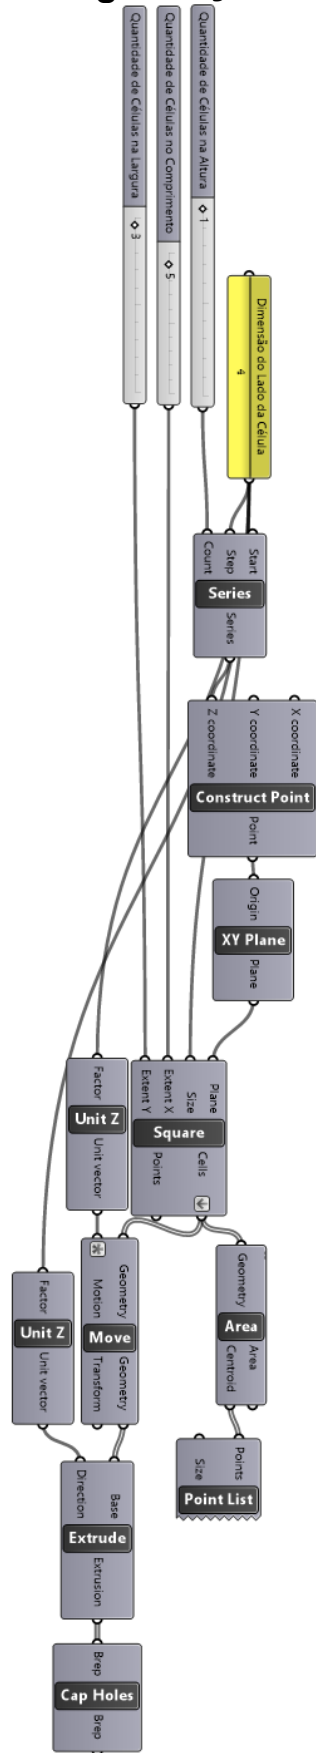 Quantidade de Células na Largura
3
Quantidade de Células no Comprimento
5
Quantidade de Células na Altura
1
Dimensão do Lado da Célula
4
Start
Step
Count
Series
Series
X coordinate
Y coordinate
Z coordinate
Construct Point
Point
Origin
XY Plane
Plane
Plane
Size
Extent X
Extent Y
Square
Cells
Points
Factor
Unit Z
Unit vector
Geometry
Motion
Move
Geometry
Transform
Geometry
Area
Area
Centroid
Points
Size
Point List
Factor
Unit Z
Unit vector
Base
Direction
Extrude
Extrusion
Brep
Cap Holes
Brep